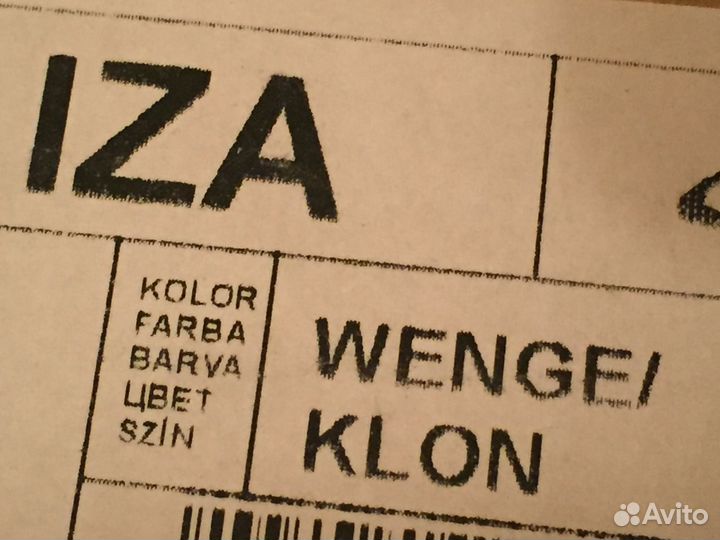 IZA
KOLOR
FARBA
BARVA
ЦВЕТ
SZÍN
WENGE/
KLON
Avito